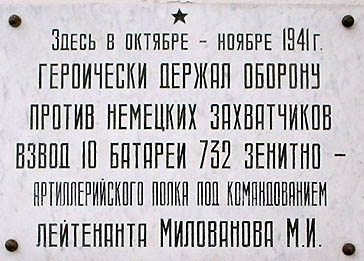 Здесь в октябре – ноябре 1941 г.
героически держал оборону
против немецких захватчиков
взвод 10 батареи 732 зенитно –
артиллерийского полка под командованием
лейтенанта Милованова М.И.